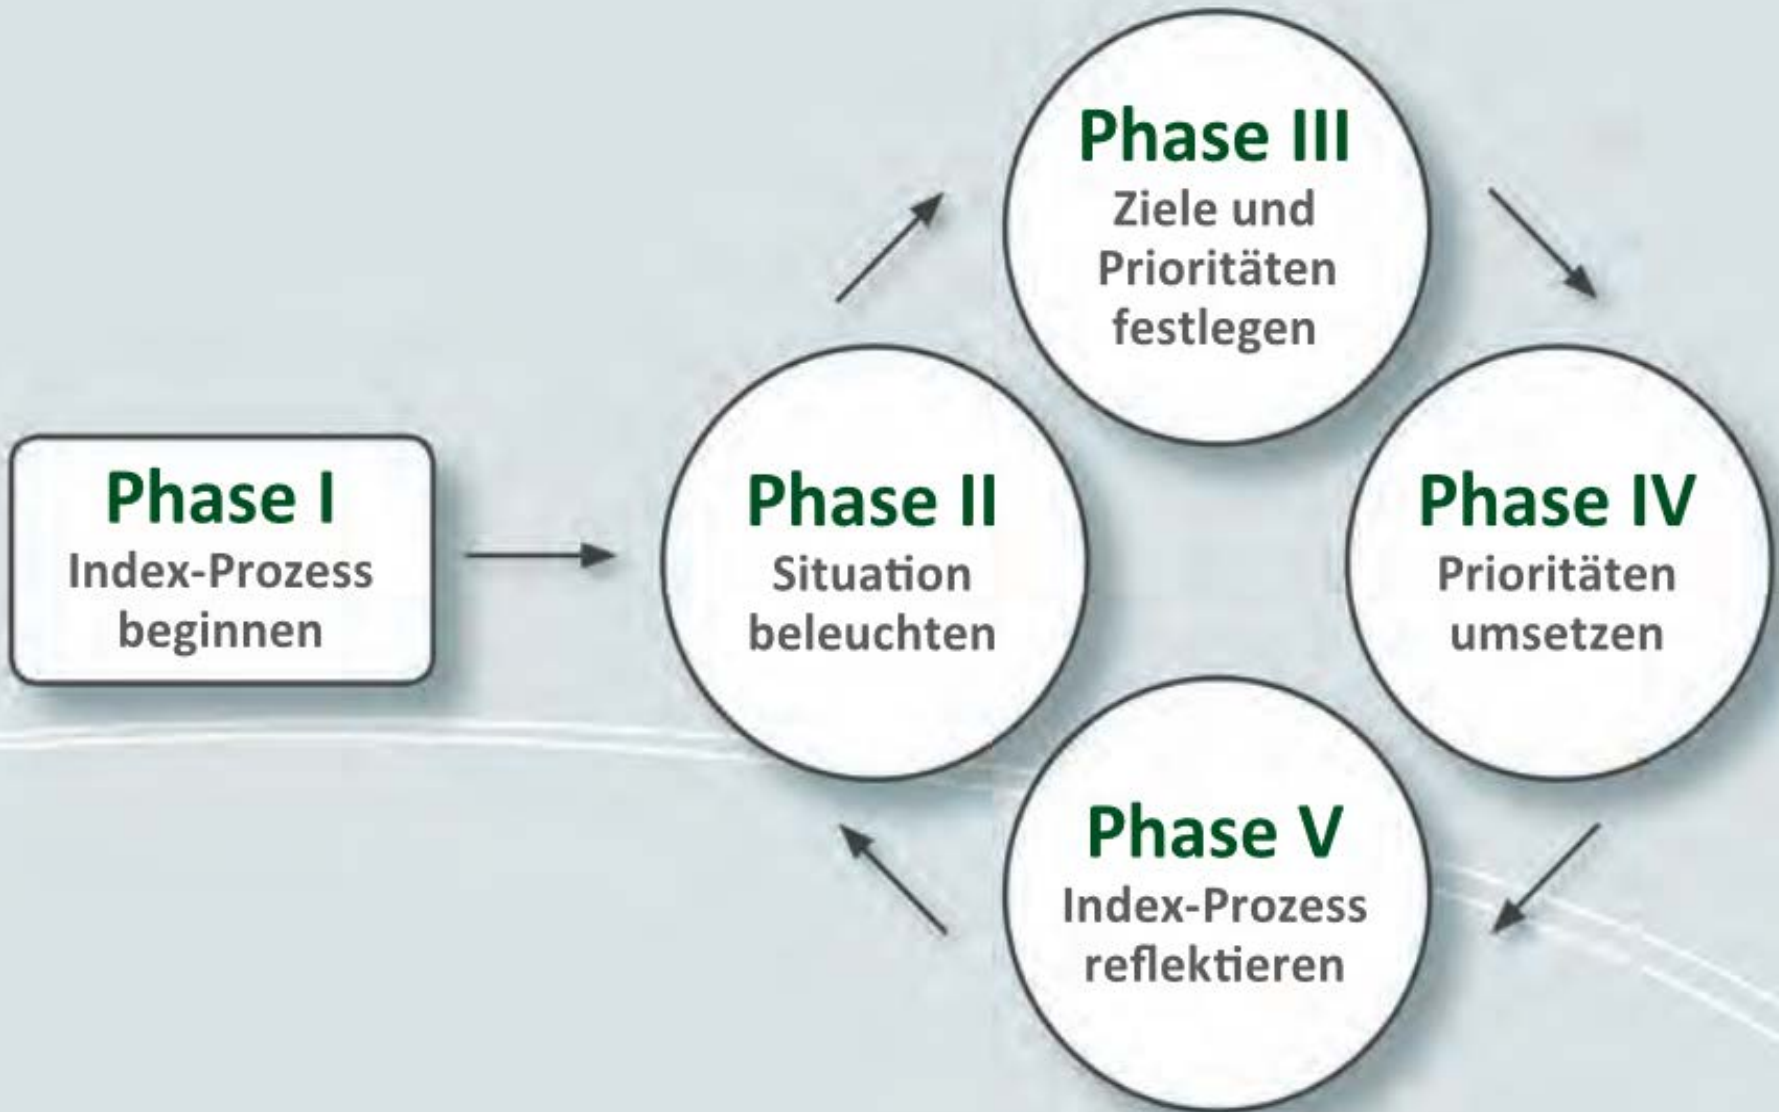 Phase I
Index-Prozess
beginnen
Phase II
Situation
beleuchten
Phase III
Ziele und
Prioritäten
festlegen
Phase IV
Prioritäten
umsetzen
Phase V
Index-Prozess
reflektieren